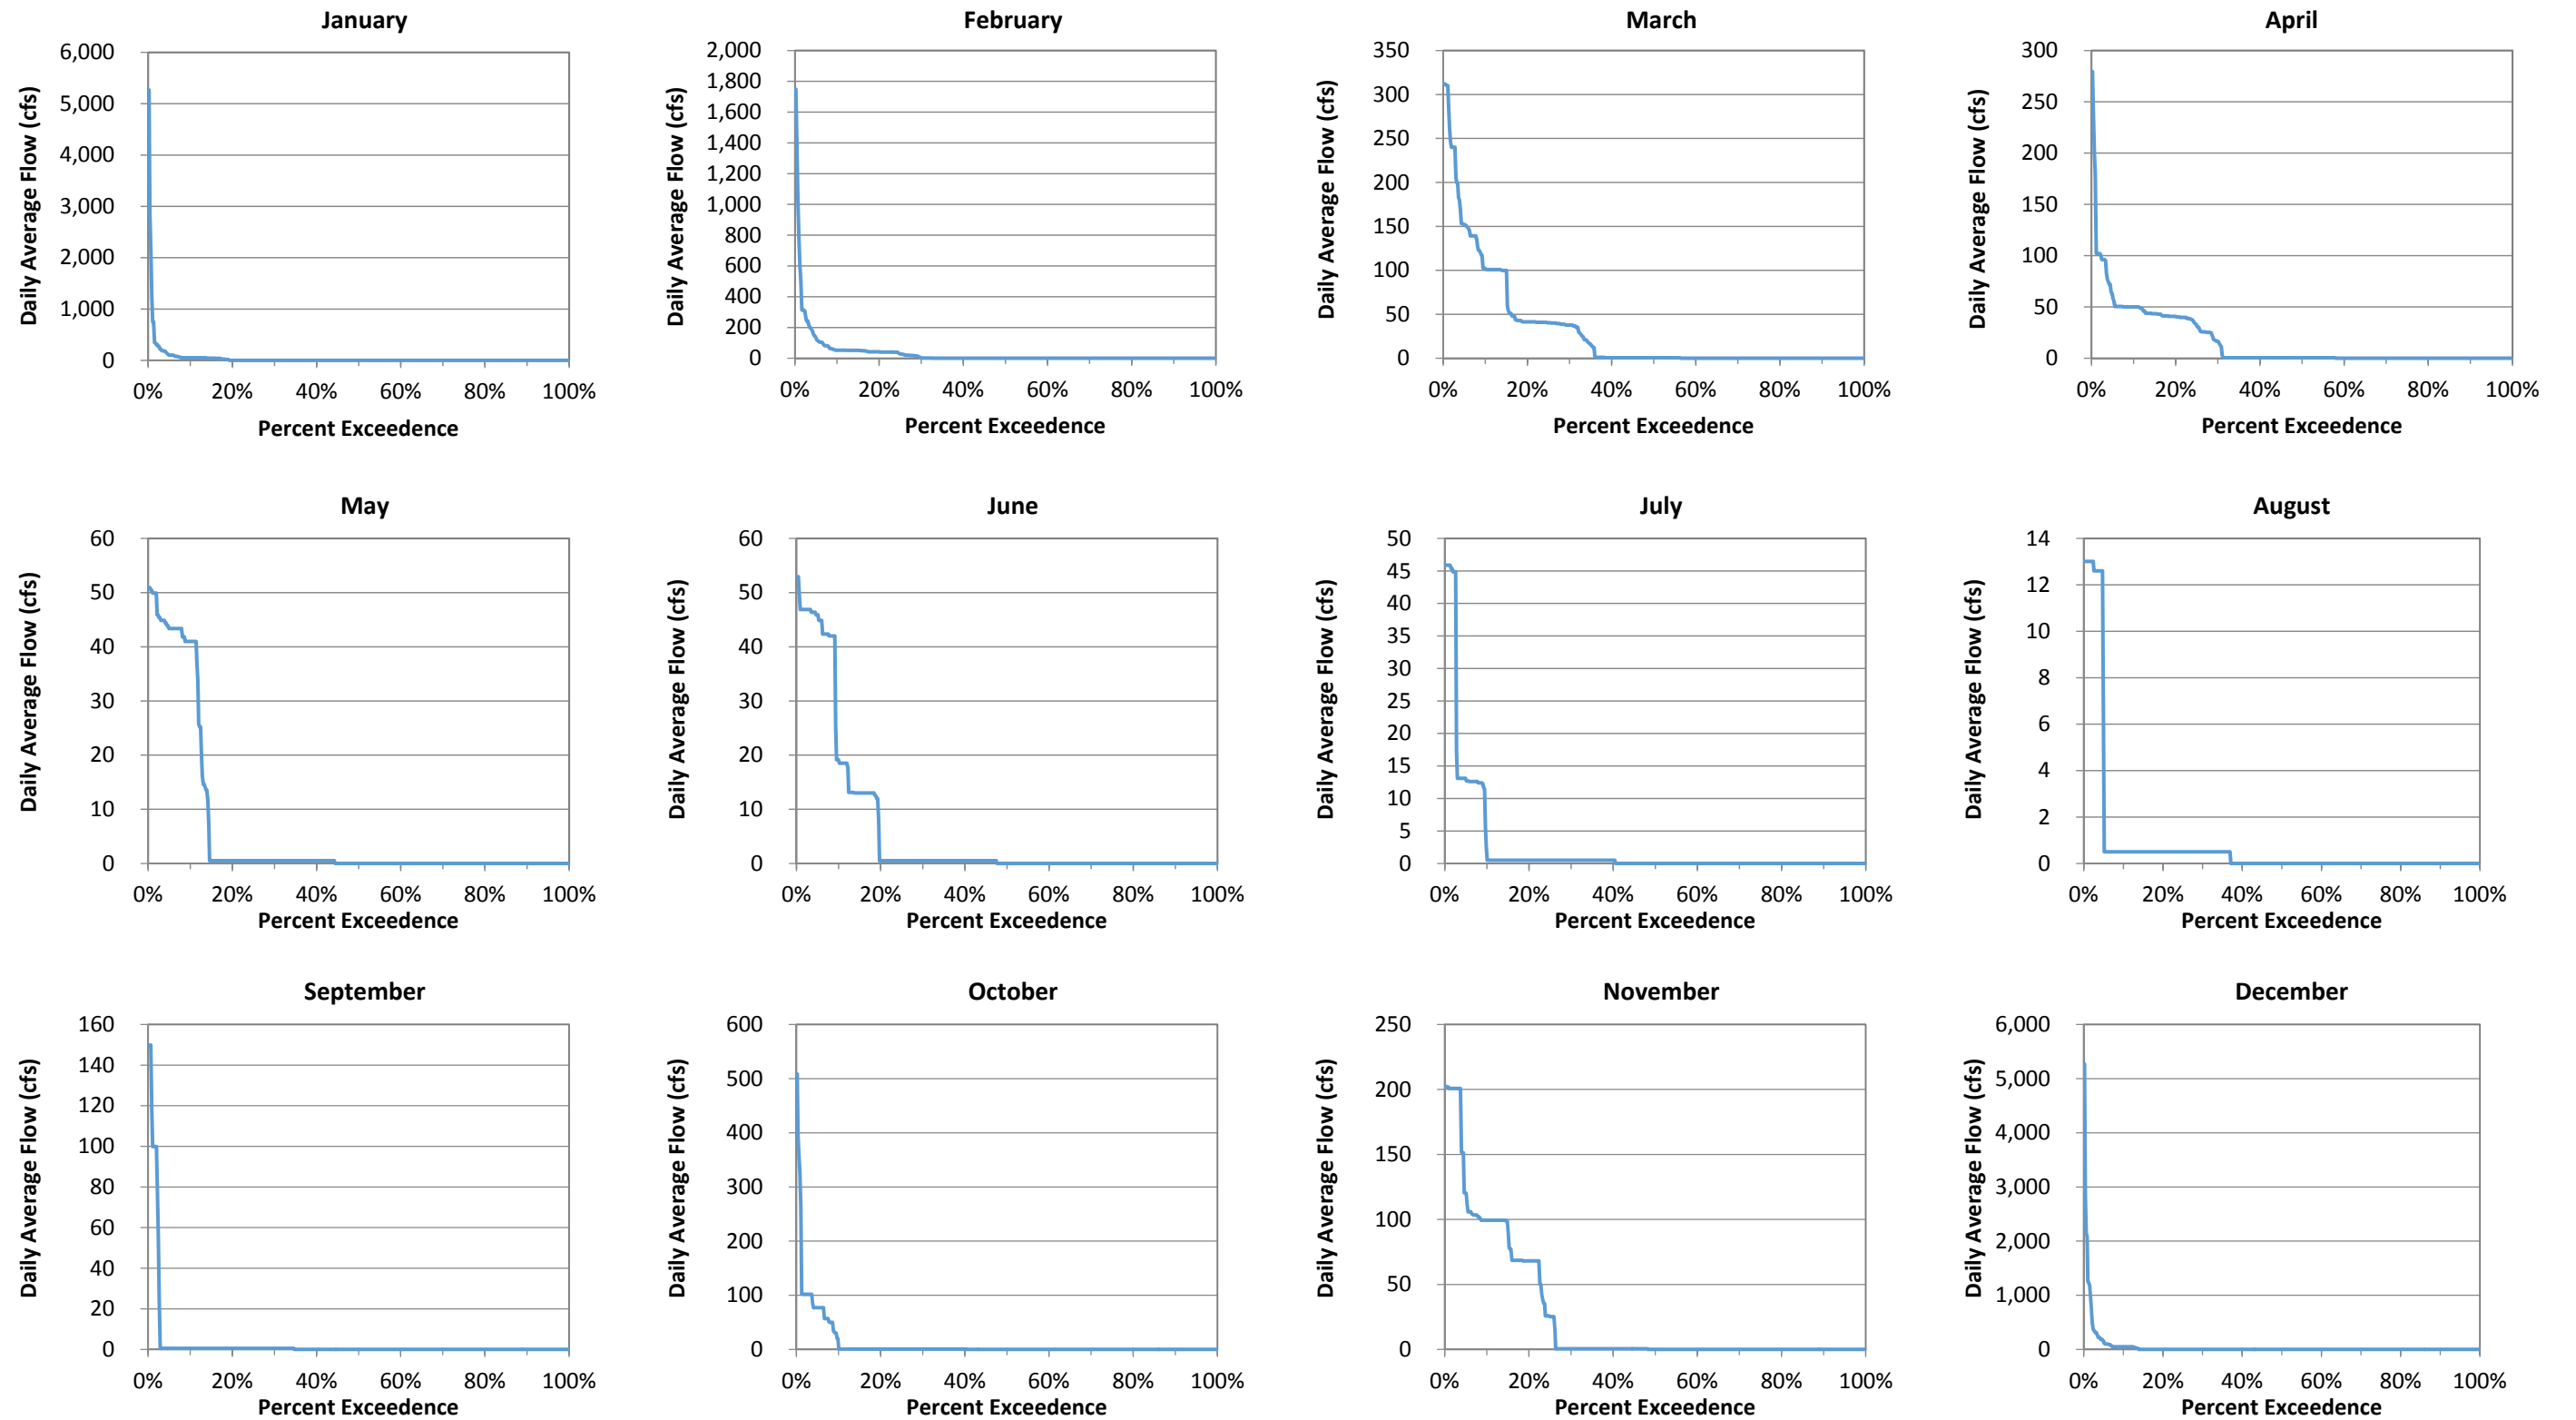 January
6,000
5,000
4,000
3,000
2,000
1,000
0
0% 20% 40% 60% 80% 100%
Daily Average Flow (cfs)
Percent Exceedence
February
2,000
1,800
1,600
1,400
1,200
1,000
800
600
400
200
0
0% 20% 40% 60% 80% 100%
Daily Average Flow (cfs)
Percent Exceedence
March
350
300
250
200
150
100
50
0
0% 20% 40% 60% 80% 100%
Daily Average Flow (cfs)
Percent Exceedence
April
300
250
200
150
100
50
0
0% 20% 40% 60% 80% 100%
Daily Average Flow (cfs)
Percent Exceedence
May
60
50
40
30
20
10
0
0% 20% 40% 60% 80% 100%
Daily Average Flow (cfs)
Percent Exceedence
June
60
50
40
30
20
10
0
0% 20% 40% 60% 80% 100%
Daily Average Flow (cfs)
Percent Exceedence
July
50
45
40
35
30
25
20
15
10
5
0
0% 20% 40% 60% 80% 100%
Daily Average Flow (cfs)
Percent Exceedence
August
14
12
10
8
6
4
2
0
0% 20% 40% 60% 80% 100%
Daily Average Flow (cfs)
Percent Exceedence
September
160
140
120
100
80
60
40
20
0
0% 20% 40% 60% 80% 100%
Daily Average Flow (cfs)
Percent Exceedence
October
600
500
400
300
200
100
0
0% 20% 40% 60% 80% 100%
Daily Average Flow (cfs)
Percent Exceedence
November
250
200
150
100
50
0
0% 20% 40% 60% 80% 100%
Daily Average Flow (cfs)
Percent Exceedence
December
6,000
5,000
4,000
3,000
2,000
1,000
0
0% 20% 40% 60% 80% 100%
Daily Average Flow (cfs)
Percent Exceedence